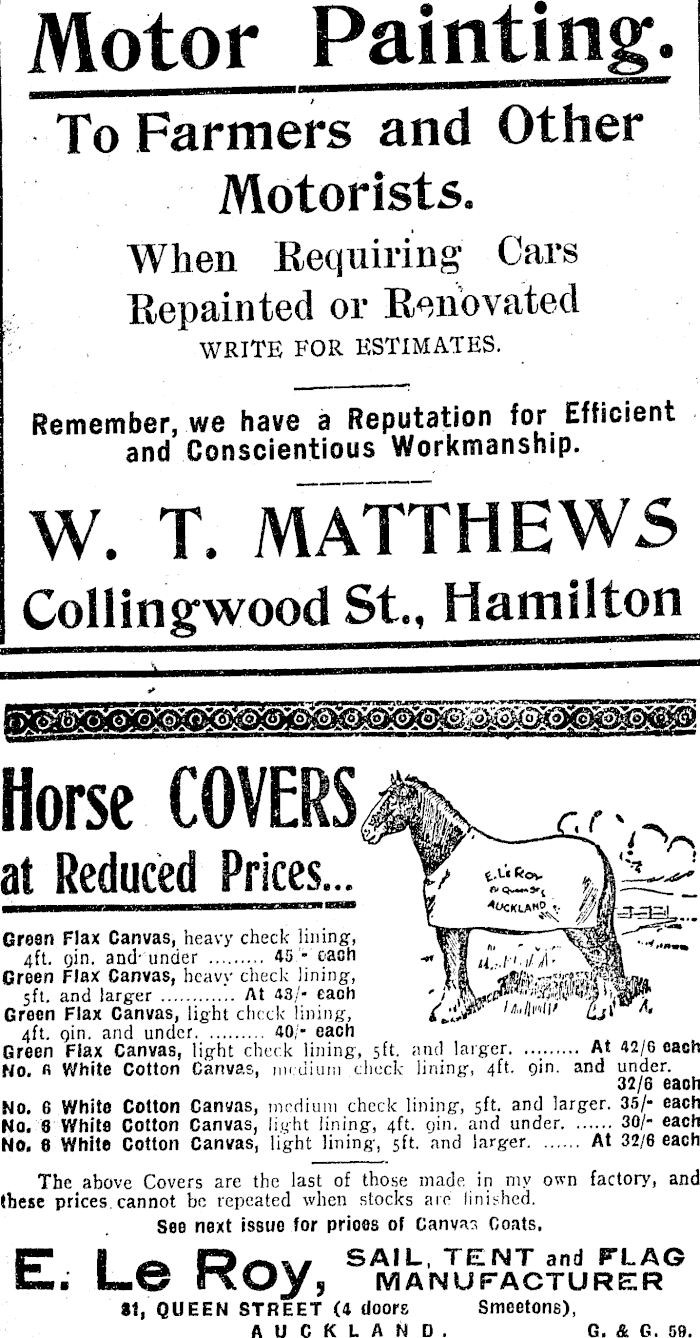 Motor Painting.
To Farmers and Other
Motorists.
When Requiring Cars
Repainted or Renovated
WRITE FOR ESTIMATES.
Remember, we have a Reputation for Efficient
and Conscientious Workmanship.
W. T. MATTHEWS
Collingwood St., Hamilton
Horse COVERS
at Reduced Prices...
E. Le Roy
81 Queen St
AUCKLAND
Green Flax Canvas, heavy check lining,
4ft. 9in. and under ......... 45/- each
Green Flax Canvas, heavy check lining,
5ft. and larger ............ At 43/- each
Green Flax Canvas, light check lining,
4ft. 9in. and under. ......... 40/- each
Green Flax Canvas, light check lining, 5ft. and larger. ......... At 42/6 each
No. 6 White Cotton Canvas, medium check lining, 4ft. 9in. and under.
32/6 each
No. 6 White Cotton Canvas, medium check lining, 5ft. and larger. 35/- each
No. 6 White Cotton Canvas, light lining, 4ft. 9in. and under. ...... 30/- each
No. 6 White Cotton Canvas, light lining, 5ft. and larger. ...... At 32/6 each
The above Covers are the last of those made in my own factory, and
these prices cannot be repeated when stocks are finished.
See next issue for prices of Canvas Coats.
E. Le Roy, SAIL, TENT and FLAG
MANUFACTURER
81, QUEEN STREET (4 doors Smeetons),
AUCKLAND. G. & G. 59.